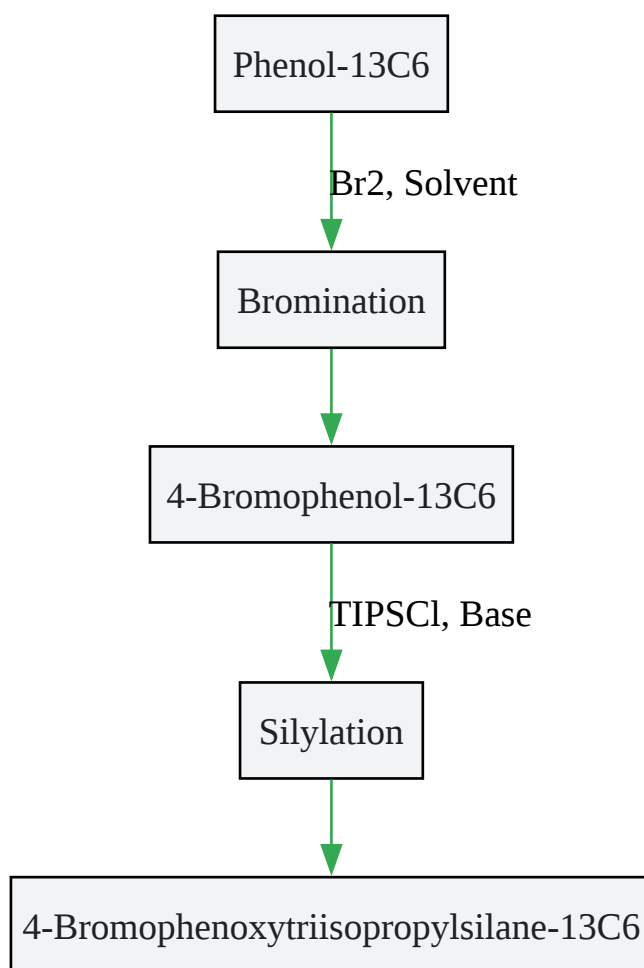 Phenol-13C6
Br2, Solvent
Bromination
4-Bromophenol-13C6
TIPSCl, Base
Silylation
4-Bromophenoxytriisopropylsilane-13C6